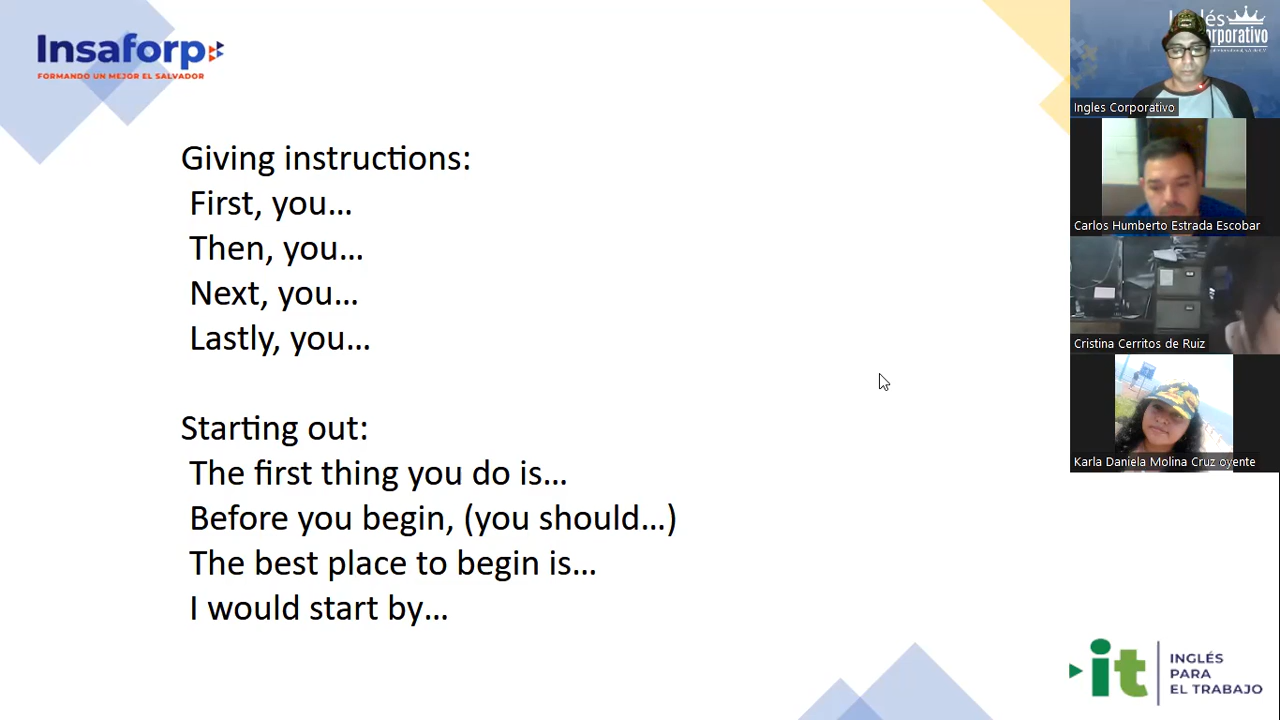 Insaforp
FORMANDO UN MEJOR EL SALVADOR
Giving instructions:
First, you…
Then, you…
Next, you…
Lastly, you…
Starting out:
The first thing you do is…
Before you begin, (you should…)
The best place to begin is…
I would start by…
Inglés
Corporativo
Ingles Corporativo
Carlos Humberto Estrada Escobar
Cristina Cerritos de Ruiz
Karla Daniela Molina Cruz oyente
it
INGLÉS
PARA
EL TRABAJO